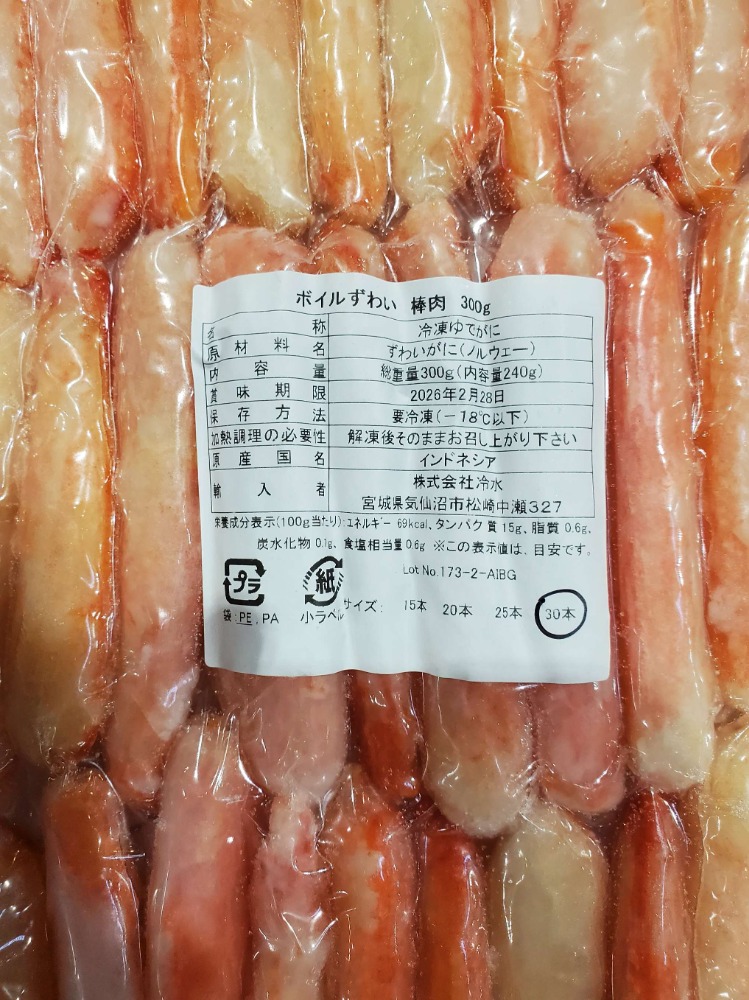 ボイルずわい 棒肉 300g
名 称 冷凍ゆでがに
原 材 料 名 ずわいがに(ノルウェー)
内 容 量 総重量300g(内容量240g)
賞 味 期 限 2026年2月28日
保 存 方 法 要冷凍(-18℃以下)
加熱調理の必要性 解凍後そのままお召し上がり下さい
原 産 国 名 インドネシア
輸 入 者 株式会社冷水
宮城県気仙沼市松崎中瀬327
栄養成分表示(100g当たり):エネルギー 69kcal、タンパク質15g、脂質 0.6g、
炭水化物 0.1g、食塩相当量0.6g ※この表示値は、目安です。
Lot No.173-2-AIBG
プラ 紙
袋:PE,PA 小ラベル サイズ: 15本 20本 25本 30本